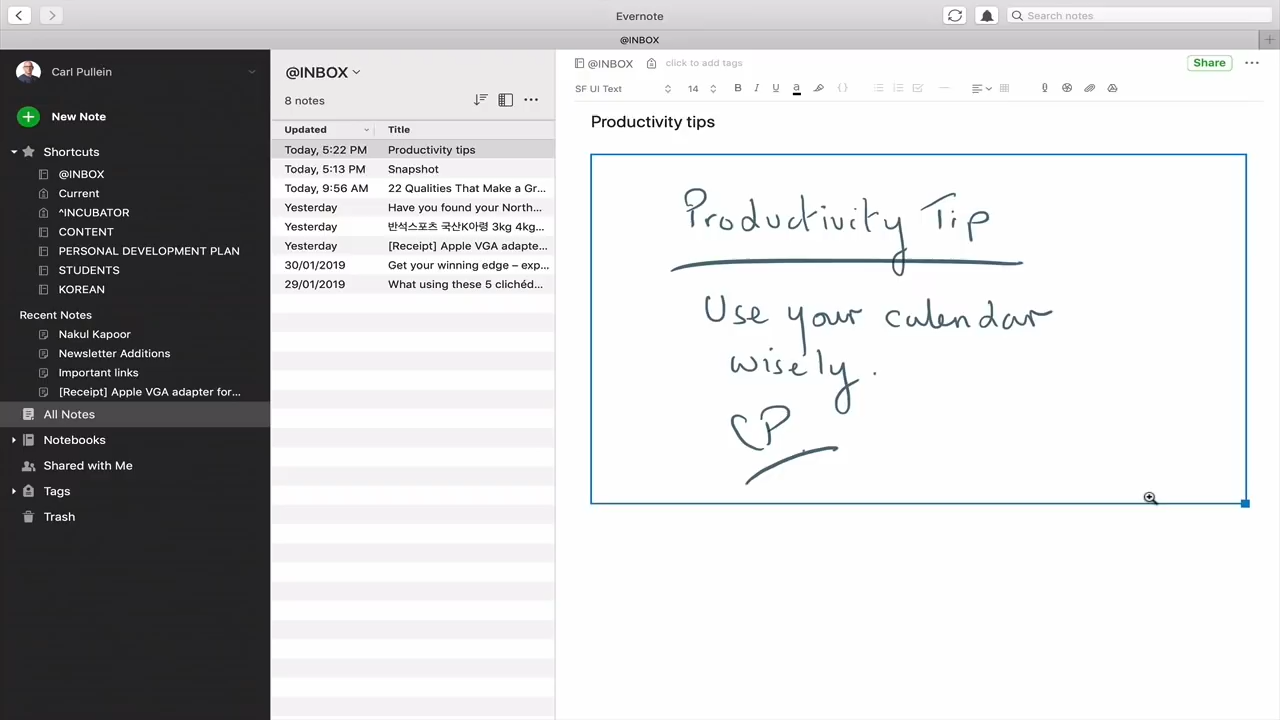 Evernote
Search notes
@INBOX
Carl Pullein
New Note
Shortcuts
@INBOX
Current
^INCUBATOR
CONTENT
PERSONAL DEVELOPMENT PLAN
STUDENTS
KOREAN
Recent Notes
Nakul Kapoor
Newsletter Additions
Important links
[Receipt] Apple VGA adapter for...
All Notes
Notebooks
Shared with Me
Tags
Trash
@INBOX
8 notes
Updated Title
Today, 5:22 PM Productivity tips
Today, 5:13 PM Snapshot
Today, 9:56 AM 22 Qualities That Make a Gr...
Yesterday Have you found your North...
Yesterday 반석스포츠 국산K아령 3kg 4kg...
Yesterday [Receipt] Apple VGA adapte...
30/01/2019 Get your winning edge – exp...
29/01/2019 What using these 5 clichéd...
@INBOX click to add tags
Share
SF UI Text 14 B I U a
Productivity tips
Productivity Tip
Use your calendar
wisely.
CP